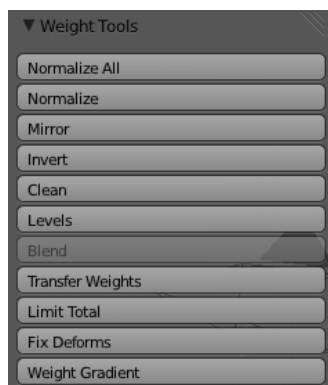 Weight Tools
Normalize All
Normalize
Mirror
Invert
Clean
Levels
Blend
Transfer Weights
Limit Total
Fix Deforms
Weight Gradient